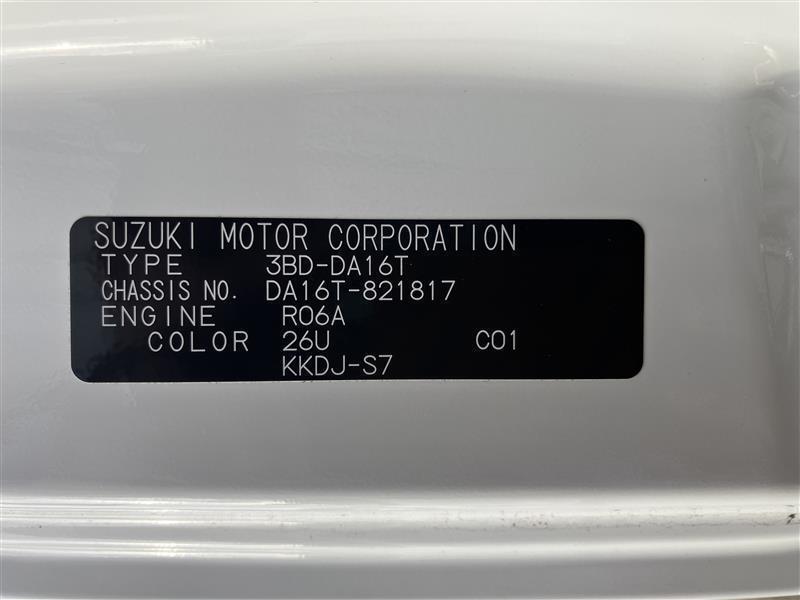 SUZUKI MOTOR CORPORATION
TYPE 3BD-DA16T
CHASSIS NO. DA16T-821817
ENGINE R06A
COLOR 26U C01
KKDJ-S7